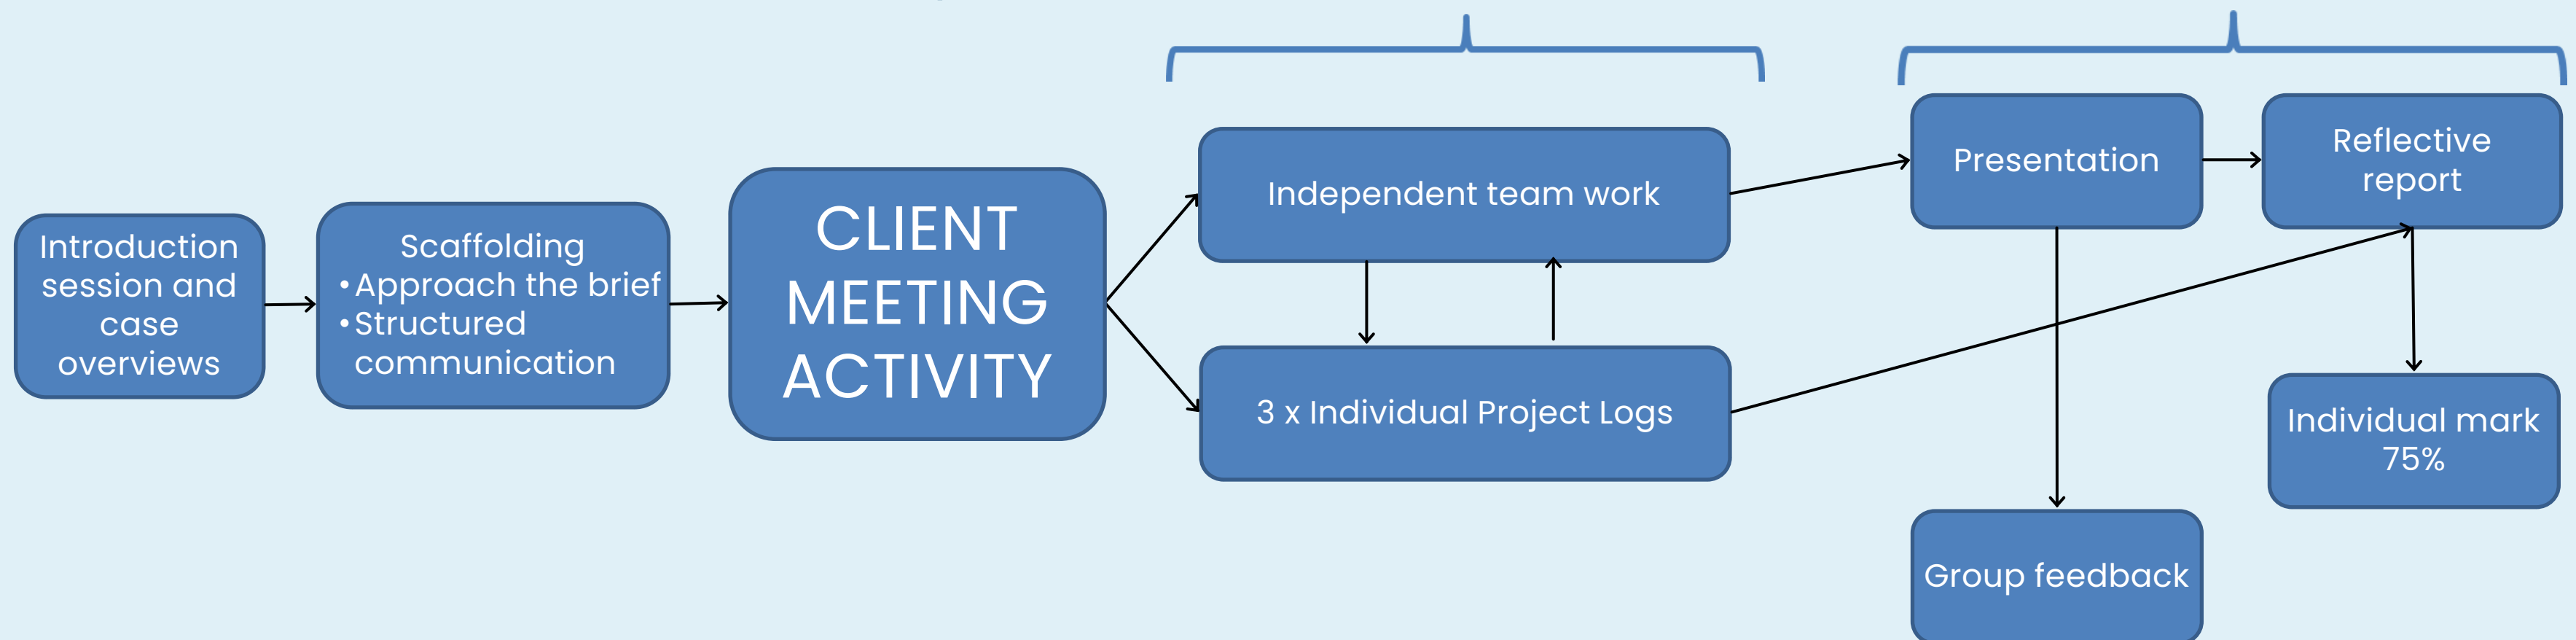 Introduction
session and
case
overviews
Scaffolding
•Approach the brief
•Structured
communication
CLIENT
MEETING
ACTIVITY
Independent team work
3 x Individual Project Logs
Presentation
Reflective
report
Individual mark
75%
Group feedback